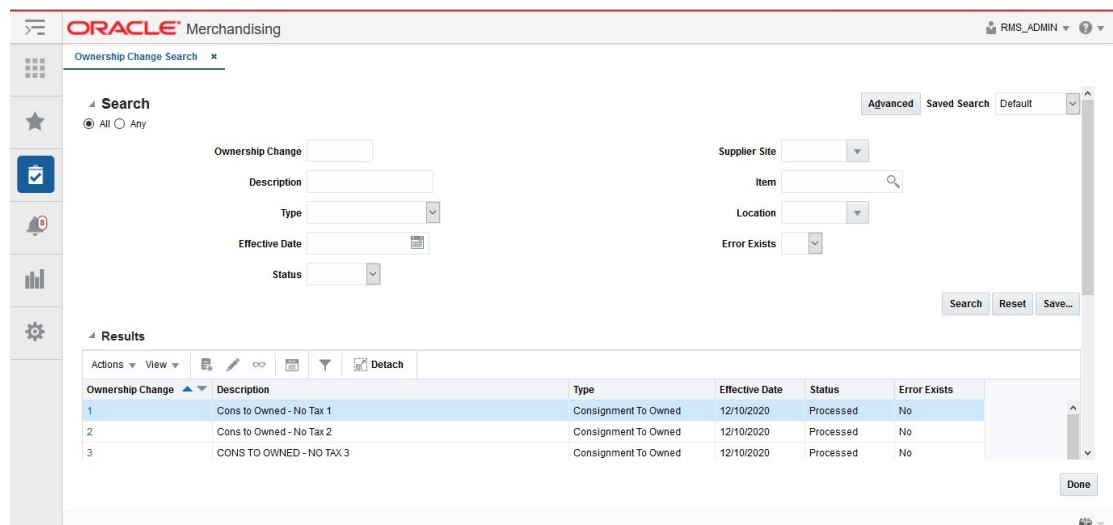 ORACLE® Merchandising
RMS_ADMIN
Ownership Change Search ×
Search
Advanced Saved Search Default
All Any
Ownership Change
Supplier Site
Description
Item
Type
Location
Effective Date
Error Exists
Status
8
Search Reset Save...
Results
Actions View Detach
Ownership Change Description Type Effective Date Status Error Exists
1 Cons to Owned - No Tax 1 Consignment To Owned 12/10/2020 Processed No
2 Cons to Owned - No Tax 2 Consignment To Owned 12/10/2020 Processed No
3 CONS TO OWNED - NO TAX 3 Consignment To Owned 12/10/2020 Processed No
Done